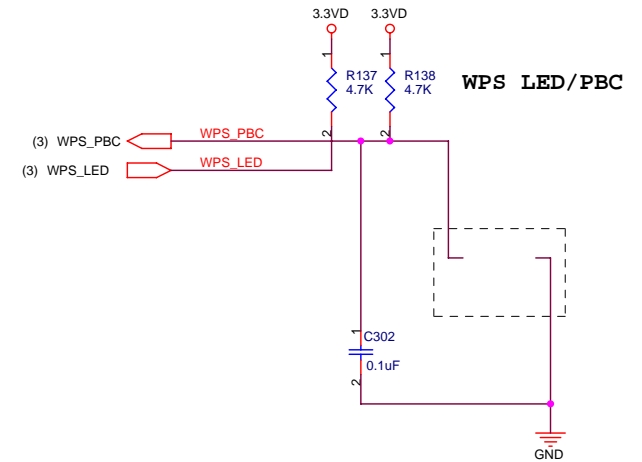 3.3VD 3.3VD
1 1
R137 R138
4.7K 4.7K
WPS LED/PBC
2 2
(3) WPS_PBC WPS_PBC
(3) WPS_LED WPS_LED
1
C302
0.1uF
2
GND